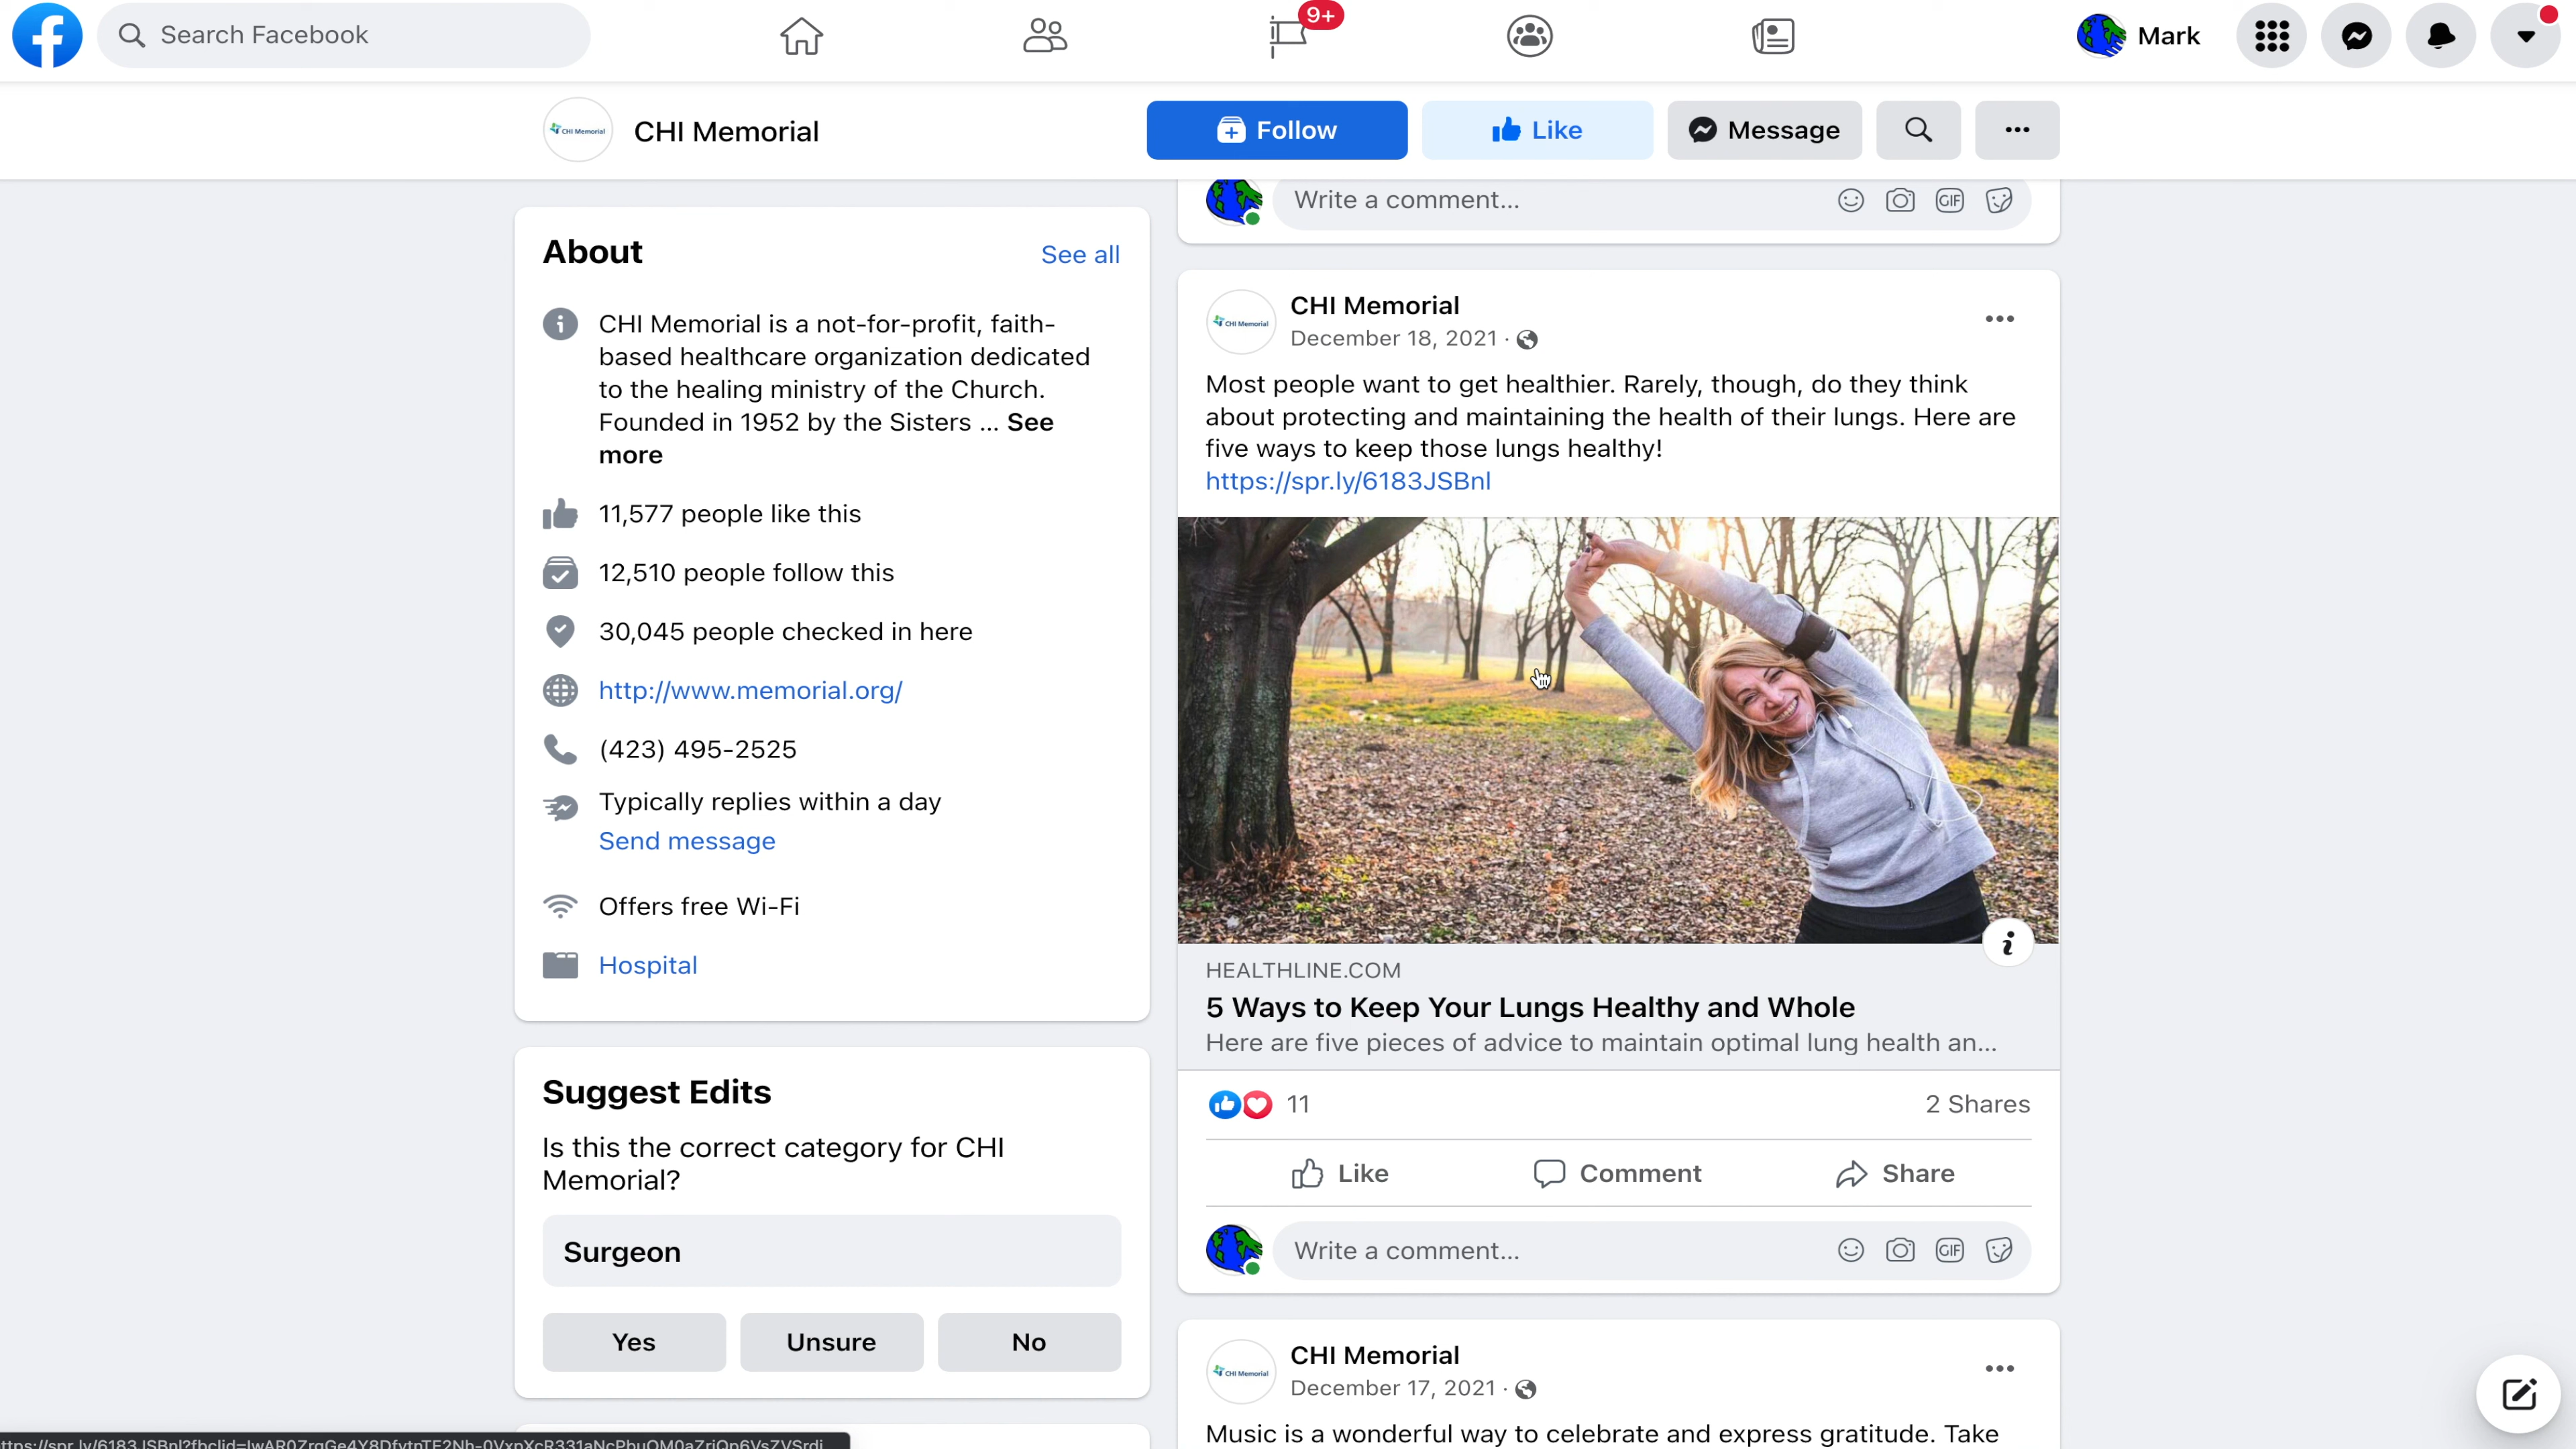 Search Facebook
9+
Mark
CHI Memorial
CHI Memorial
Follow
Like
Message
About
See all
CHI Memorial is a not-for-profit, faith-
based healthcare organization dedicated
to the healing ministry of the Church.
Founded in 1952 by the Sisters ... See
more
11,577 people like this
12,510 people follow this
30,045 people checked in here
http://www.memorial.org/
(423) 495-2525
Typically replies within a day
Send message
Offers free Wi-Fi
Hospital
Suggest Edits
Is this the correct category for CHI
Memorial?
Surgeon
Yes
Unsure
No
Write a comment...
GIF
CHI Memorial
CHI Memorial
December 18, 2021 ·
Most people want to get healthier. Rarely, though, do they think
about protecting and maintaining the health of their lungs. Here are
five ways to keep those lungs healthy!
https://spr.ly/6183JSBnl
HEALTHLINE.COM
5 Ways to Keep Your Lungs Healthy and Whole
Here are five pieces of advice to maintain optimal lung health an...
11
2 Shares
Like
Comment
Share
Write a comment...
GIF
CHI Memorial
CHI Memorial
December 17, 2021 ·
Music is a wonderful way to celebrate and express gratitude. Take